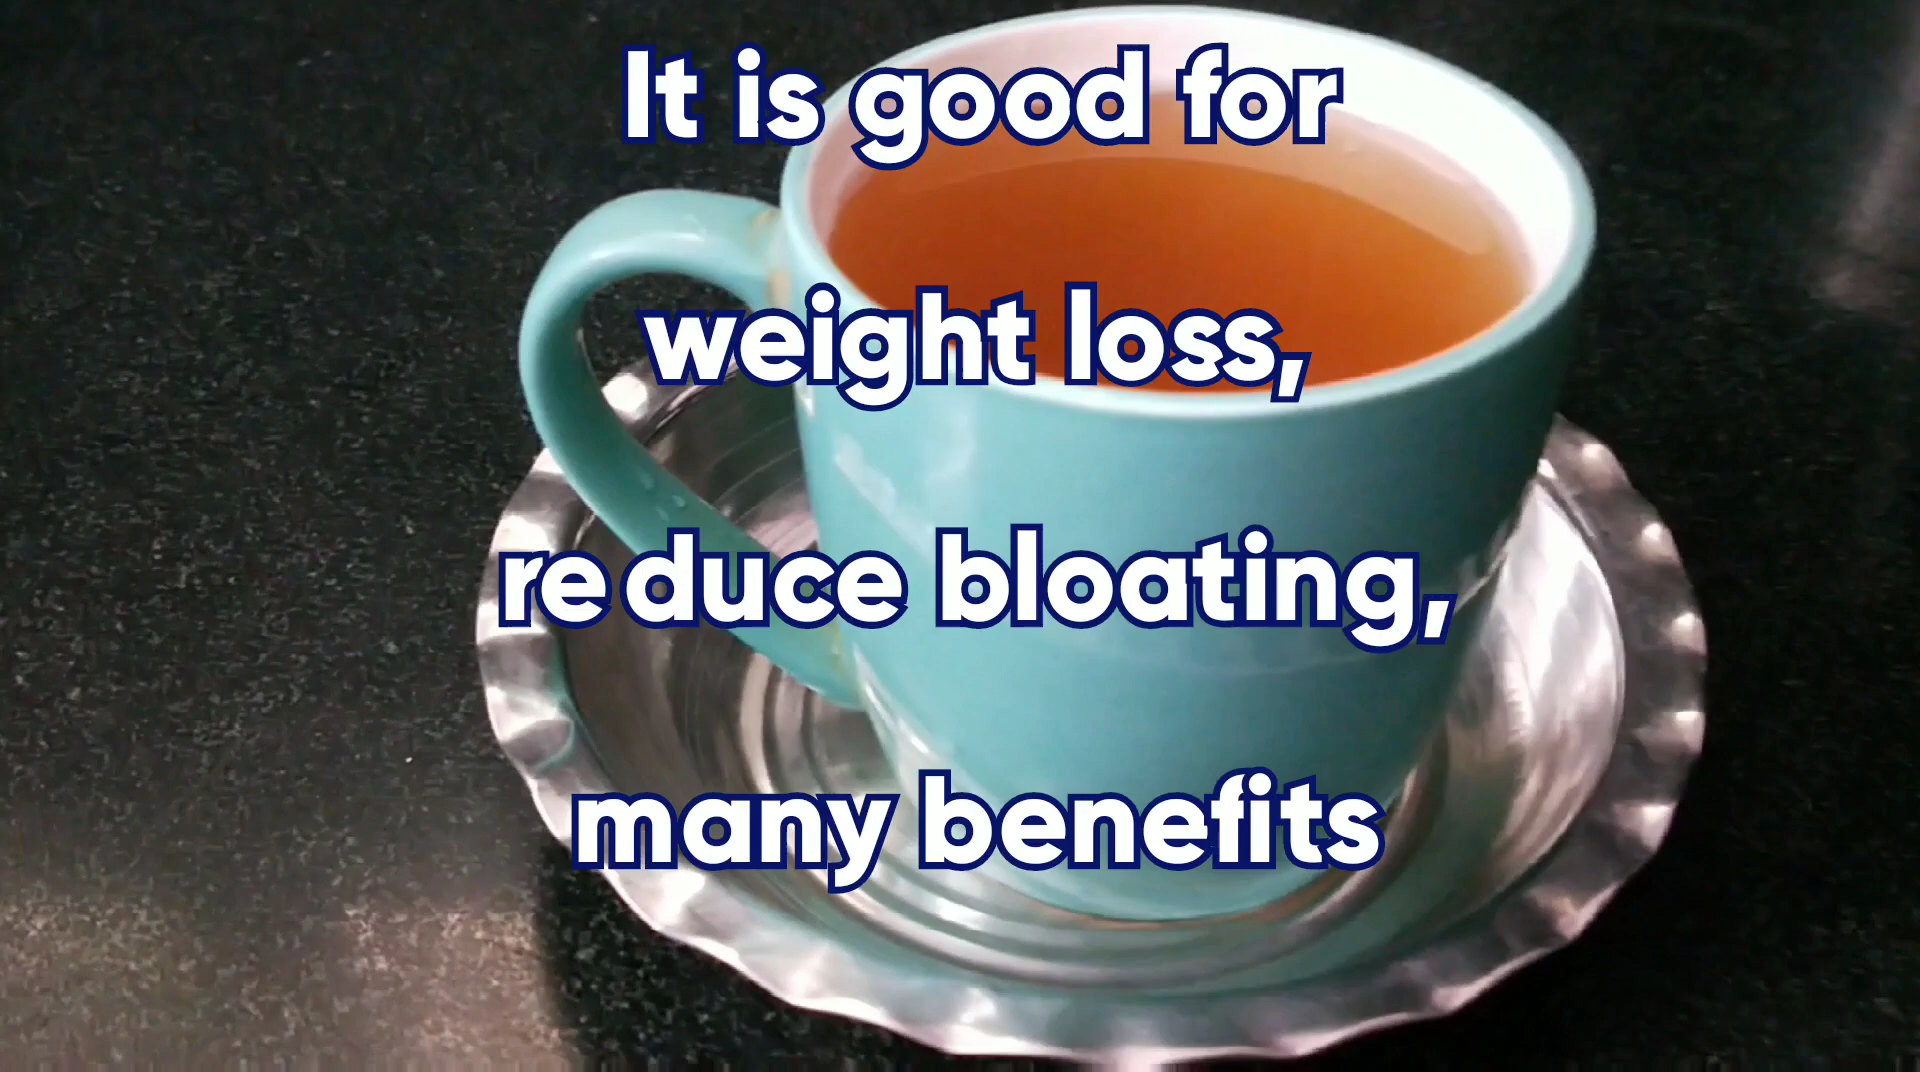 It is good for
weight loss,
reduce bloating,
many benefits